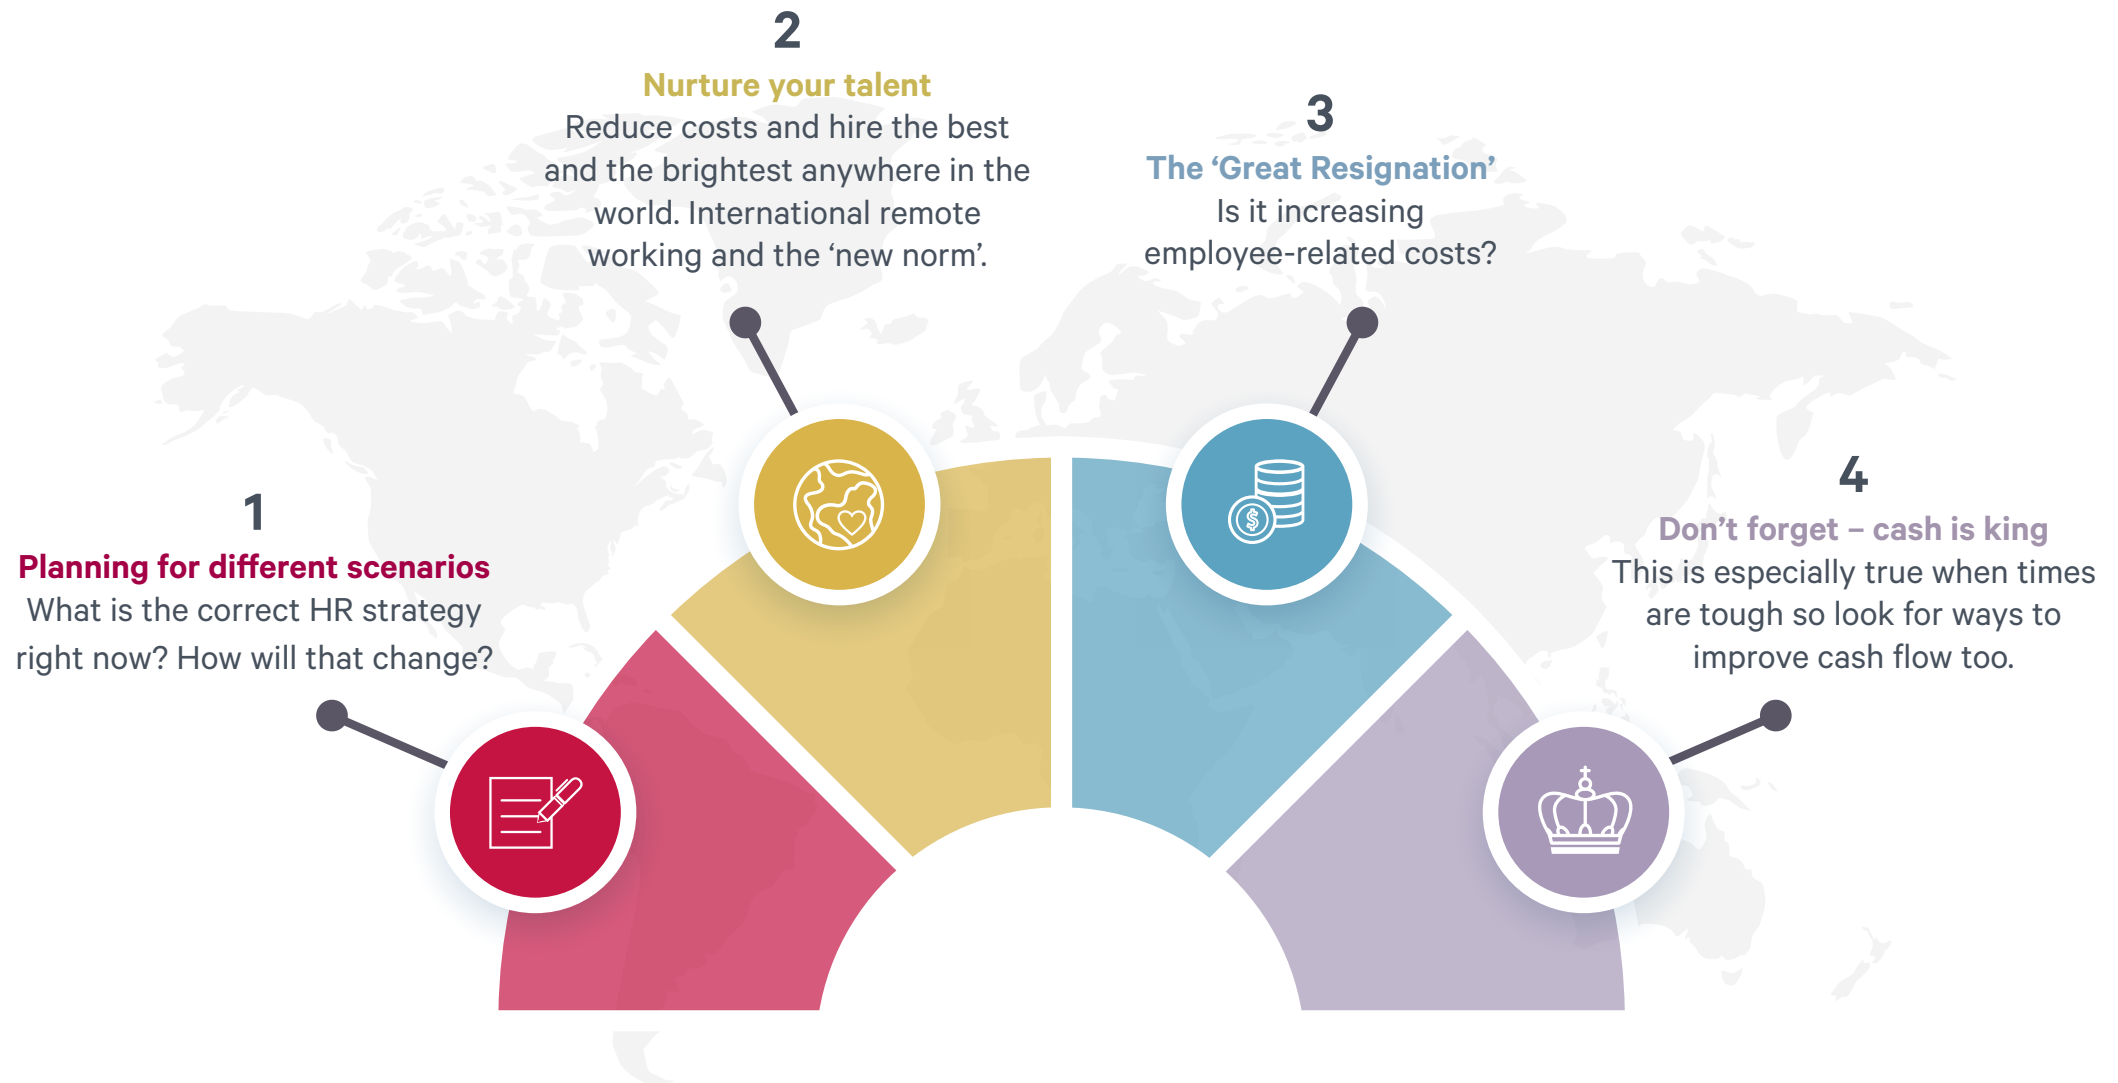 1
Planning for different scenarios
What is the correct HR strategy
right now? How will that change?
2
Nurture your talent
Reduce costs and hire the best
and the brightest anywhere in the
world. International remote
working and the ‘new norm’.
3
The ‘Great Resignation’
Is it increasing
employee-related costs?
4
Don’t forget – cash is king
This is especially true when times
are tough so look for ways to
improve cash flow too.
$